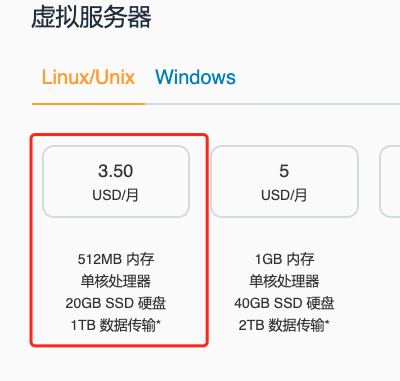 虚拟服务器
Linux/Unix Windows
3.50 5
USD/月 USD/月
512MB 内存 1GB 内存
单核处理器 单核处理器
20GB SSD 硬盘 40GB SSD 硬盘
1TB 数据传输* 2TB 数据传输*